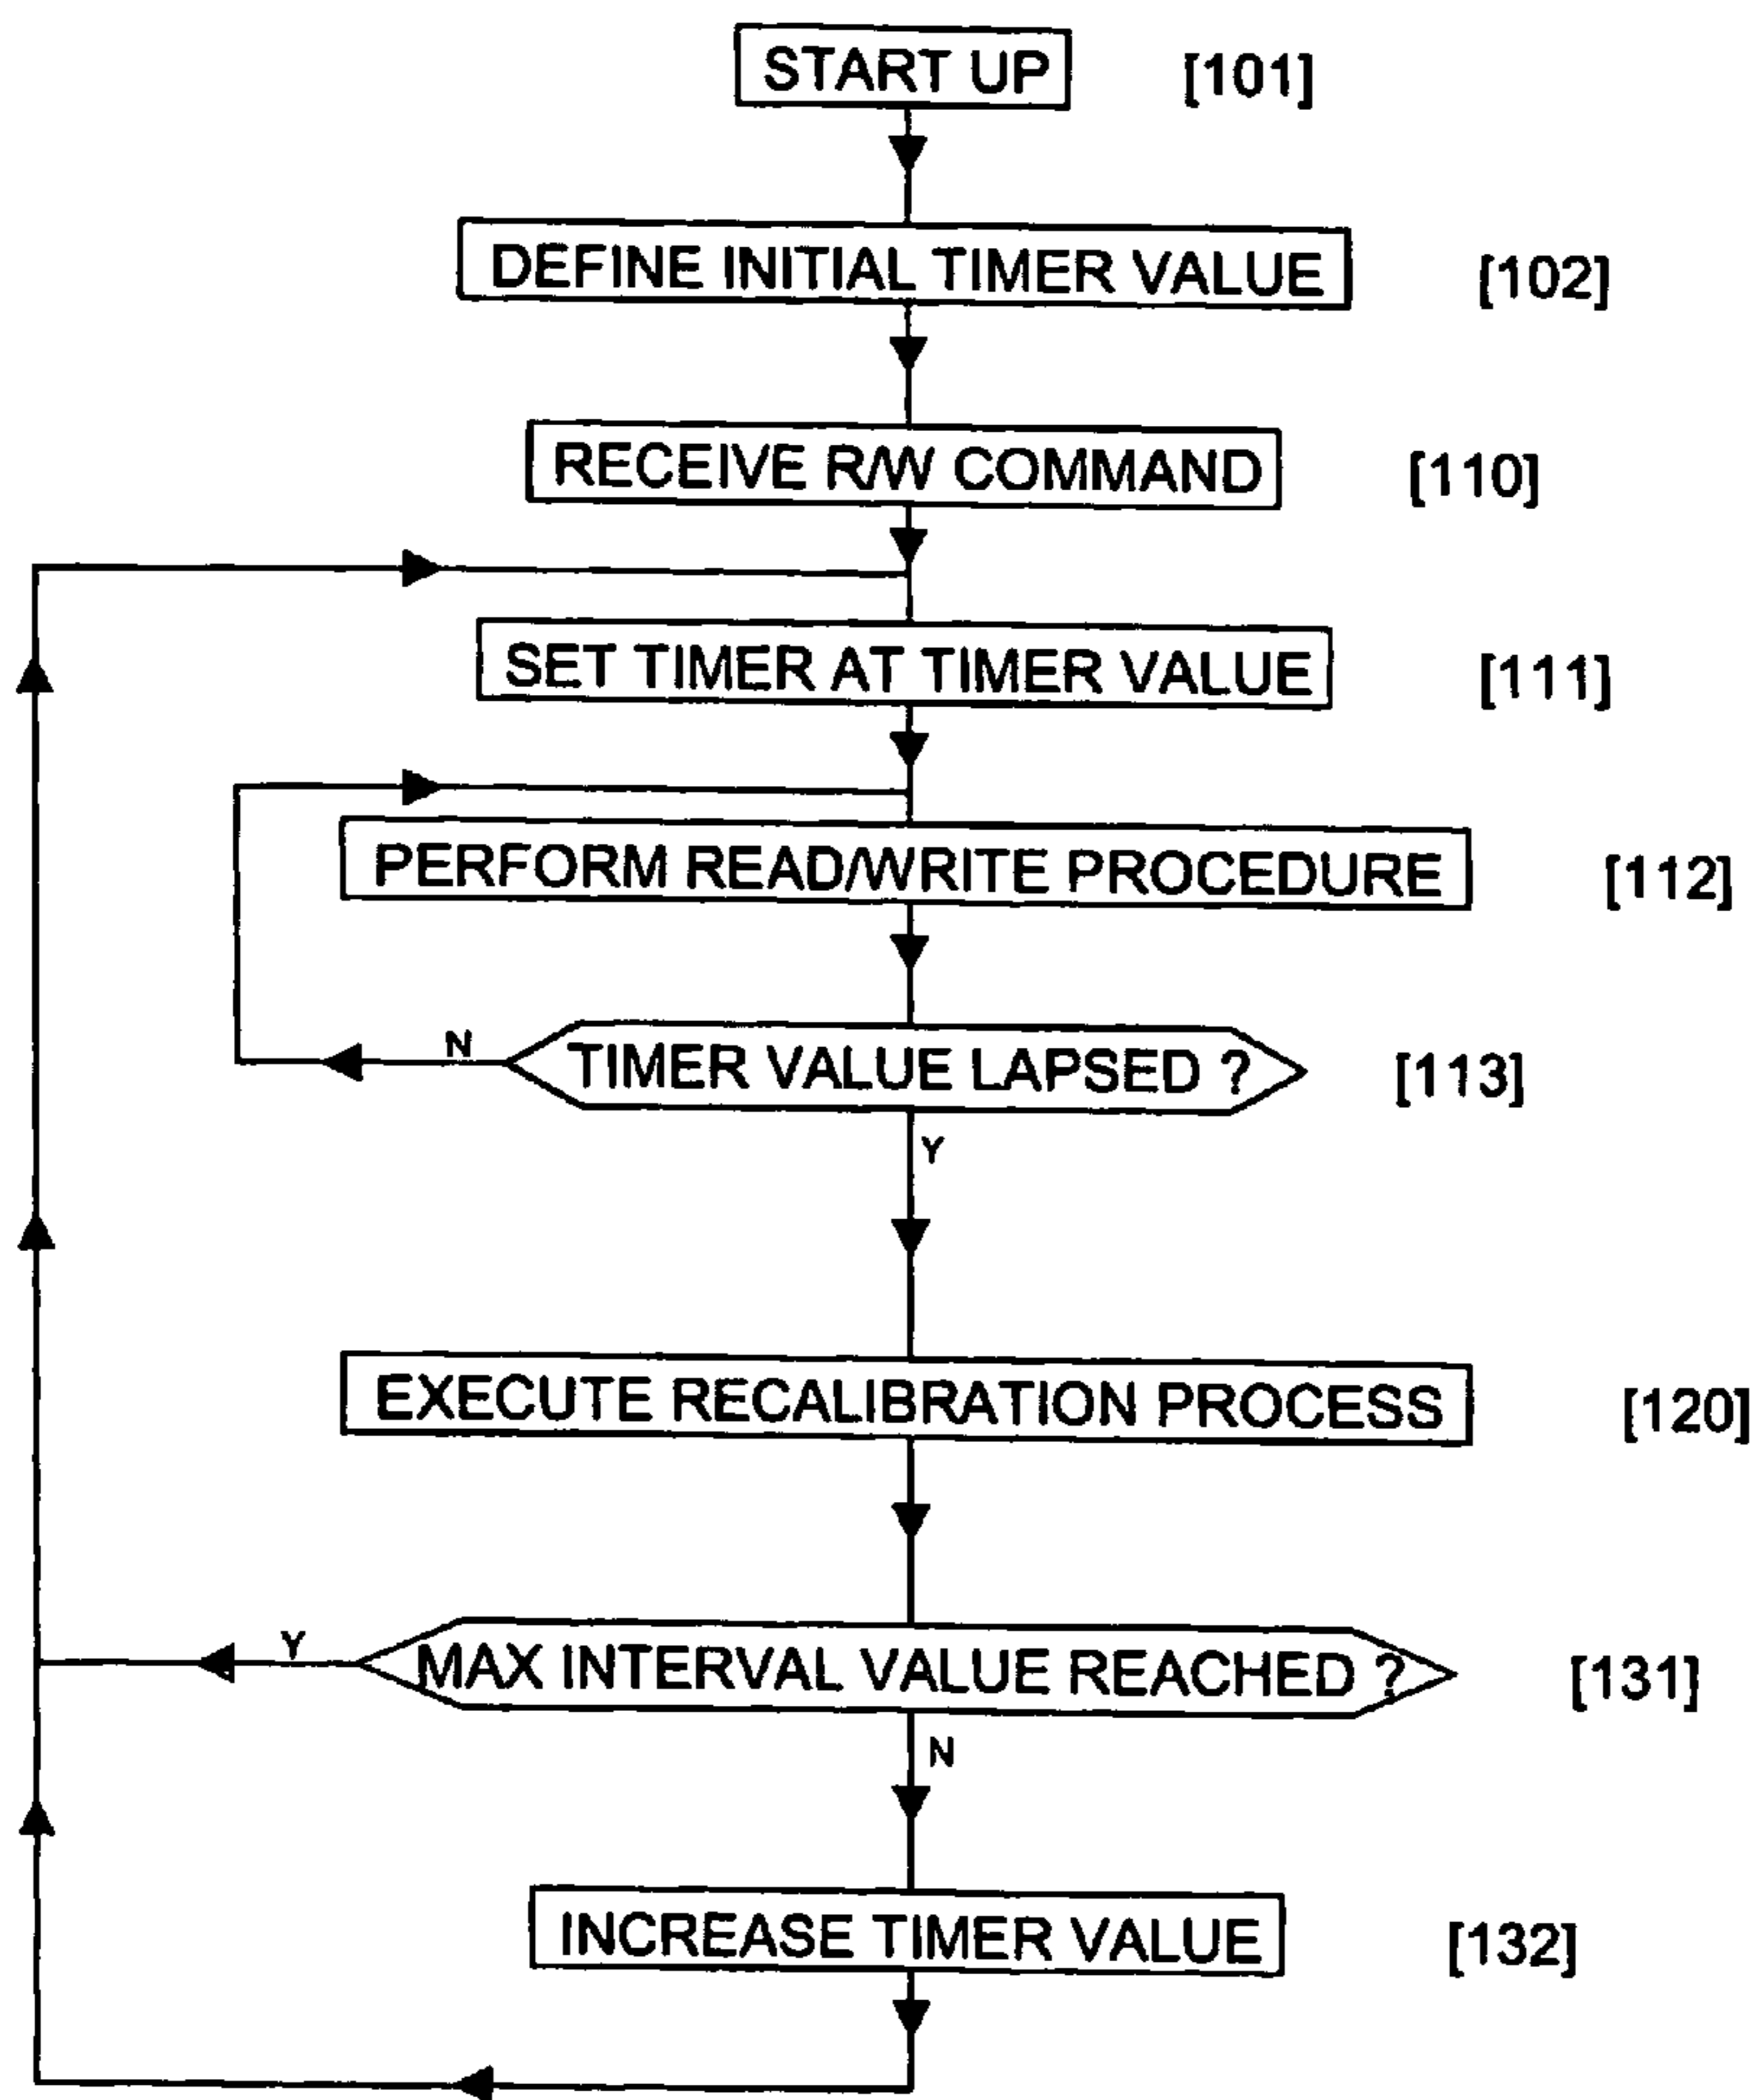 START UP [101]
DEFINE INITIAL TIMER VALUE [102]
RECEIVE R/W COMMAND [110]
SET TIMER AT TIMER VALUE [111]
PERFORM READ/WRITE PROCEDURE [112]
N TIMER VALUE LAPSED ? [113]
Y
EXECUTE RECALIBRATION PROCESS [120]
Y MAX INTERVAL VALUE REACHED ? [131]
N
INCREASE TIMER VALUE [132]